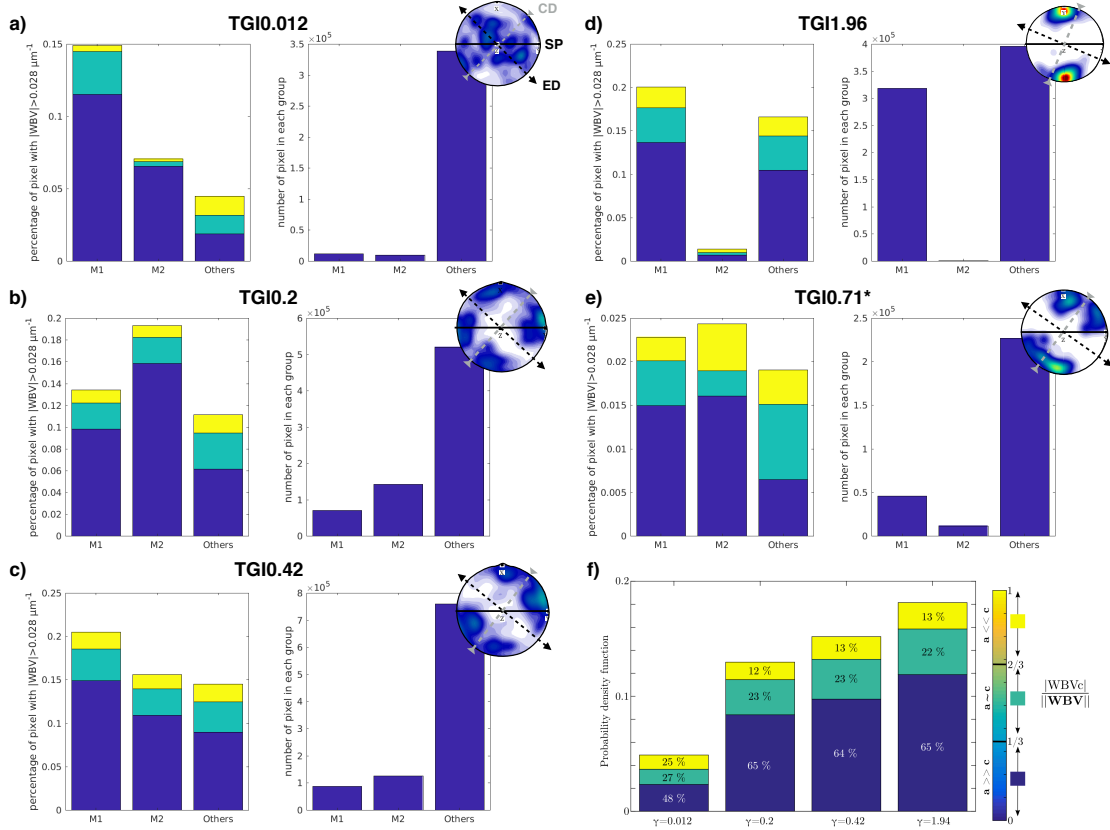 a)
TGI0.012
percentage of pixel with |WBV|>0.028 µm⁻¹
0.15
0.1
0.05
0
M1
M2
Others
number of pixel in each group
×10⁵
3.5
3
2.5
2
1.5
1
0.5
0
M1
M2
Others
X
Z
CD
SP
ED
d)
TGI1.96
percentage of pixel with |WBV|>0.028 µm⁻¹
0.25
0.2
0.15
0.1
0.05
0
M1
M2
Others
number of pixel in each group
×10⁵
4
3.5
3
2.5
2
1.5
1
0.5
0
M1
M2
Others
z
b)
TGI0.2
percentage of pixel with |WBV|>0.028 µm⁻¹
0.2
0.18
0.16
0.14
0.12
0.1
0.08
0.06
0.04
0.02
0
M1
M2
Others
number of pixel in each group
×10⁵
6
5
4
3
2
1
0
M1
M2
Others
z
e)
TGI0.71*
percentage of pixel with |WBV|>0.028 µm⁻¹
0.025
0.02
0.015
0.01
0.005
0
M1
M2
Others
number of pixel in each group
×10⁵
2.5
2
1.5
1
0.5
0
M1
M2
Others
X
z
c)
TGI0.42
percentage of pixel with |WBV|>0.028 µm⁻¹
0.25
0.2
0.15
0.1
0.05
0
M1
M2
Others
number of pixel in each group
×10⁵
8
7
6
5
4
3
2
1
0
M1
M2
Others
X
Z
f)
Probability density function
0.2
0.1
0
48 %
27 %
25 %
65 %
23 %
12 %
64 %
23 %
13 %
65 %
22 %
13 %
γ=0.012
γ=0.2
γ=0.42
γ=1.94
a << c
a ~ c
a >> c
1
2/3
1/3
0
|WBVc|
||WBV||